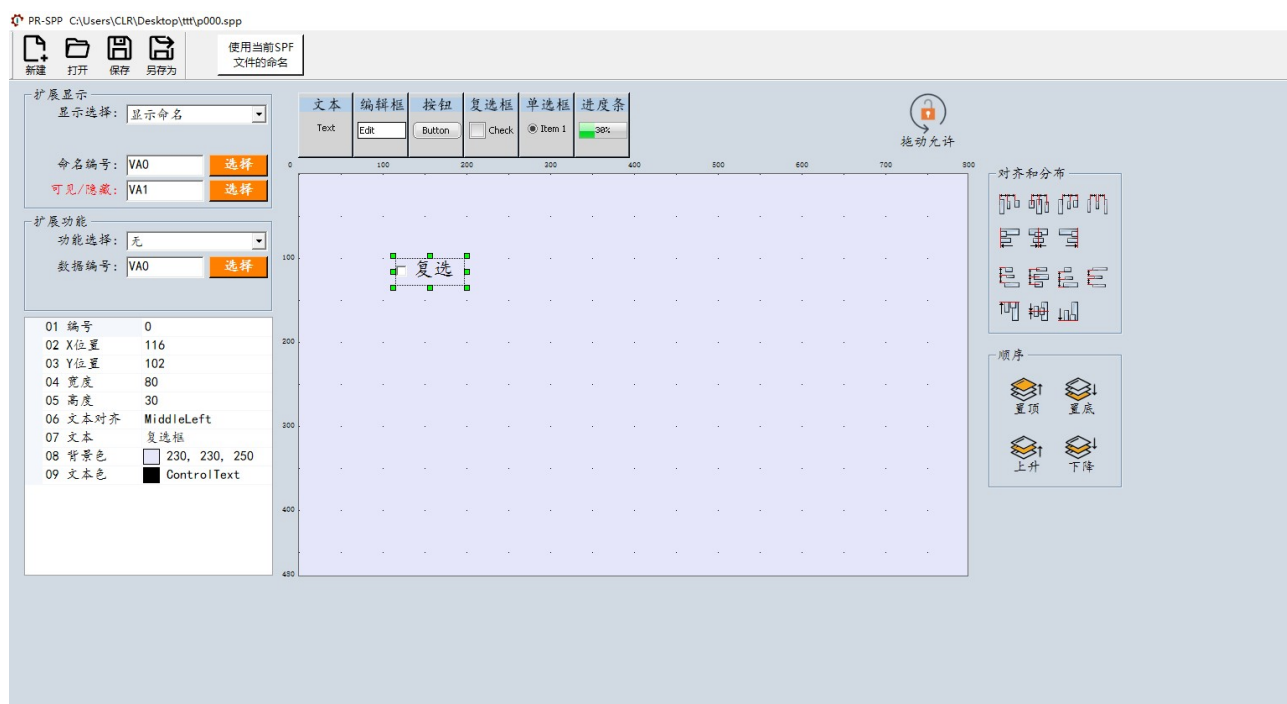 PR-SPP C:\Users\CLR\Desktop\ttt\p000.spp
新建 打开 保存 另存为
使用当前SPF
文件的命名
扩展显示
显示选择: 显示命名
命名编号: VA0 选择
可见/隐藏: VA1 选择
扩展功能
功能选择: 无
数据编号: VA0 选择
01 编号 0
02 X位置 116
03 Y位置 102
04 宽度 80
05 高度 30
06 文本对齐 MiddleLeft
07 文本 复选框
08 背景色 230, 230, 250
09 文本色 ControlText
文本 编辑框 按钮 复选框 单选框 进度条
Text Edit Button Check Item 1 30%
拖动允许
0 100 200 300 400 500 600 700 800
100
200
200
400
480
复选
对齐和分布
顺序
置顶 置底
上升 下降